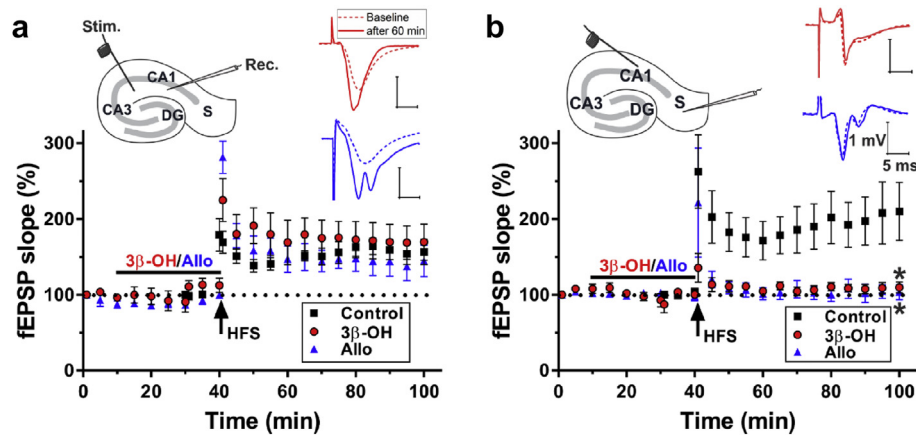 a
Stim.
CA1
Rec.
CA3
DG
S
Baseline
after 60 min
fEPSP slope (%)
300
200
100
0
3β-OH/Allo
HFS
Control
3β-OH
Allo
0 20 40 60 80 100
Time (min)
b
CA1
CA3
DG
S
1 mV
5 ms
fEPSP slope (%)
300
200
100
0
3β-OH/Allo
HFS
*
*
Control
3β-OH
Allo
0 20 40 60 80 100
Time (min)